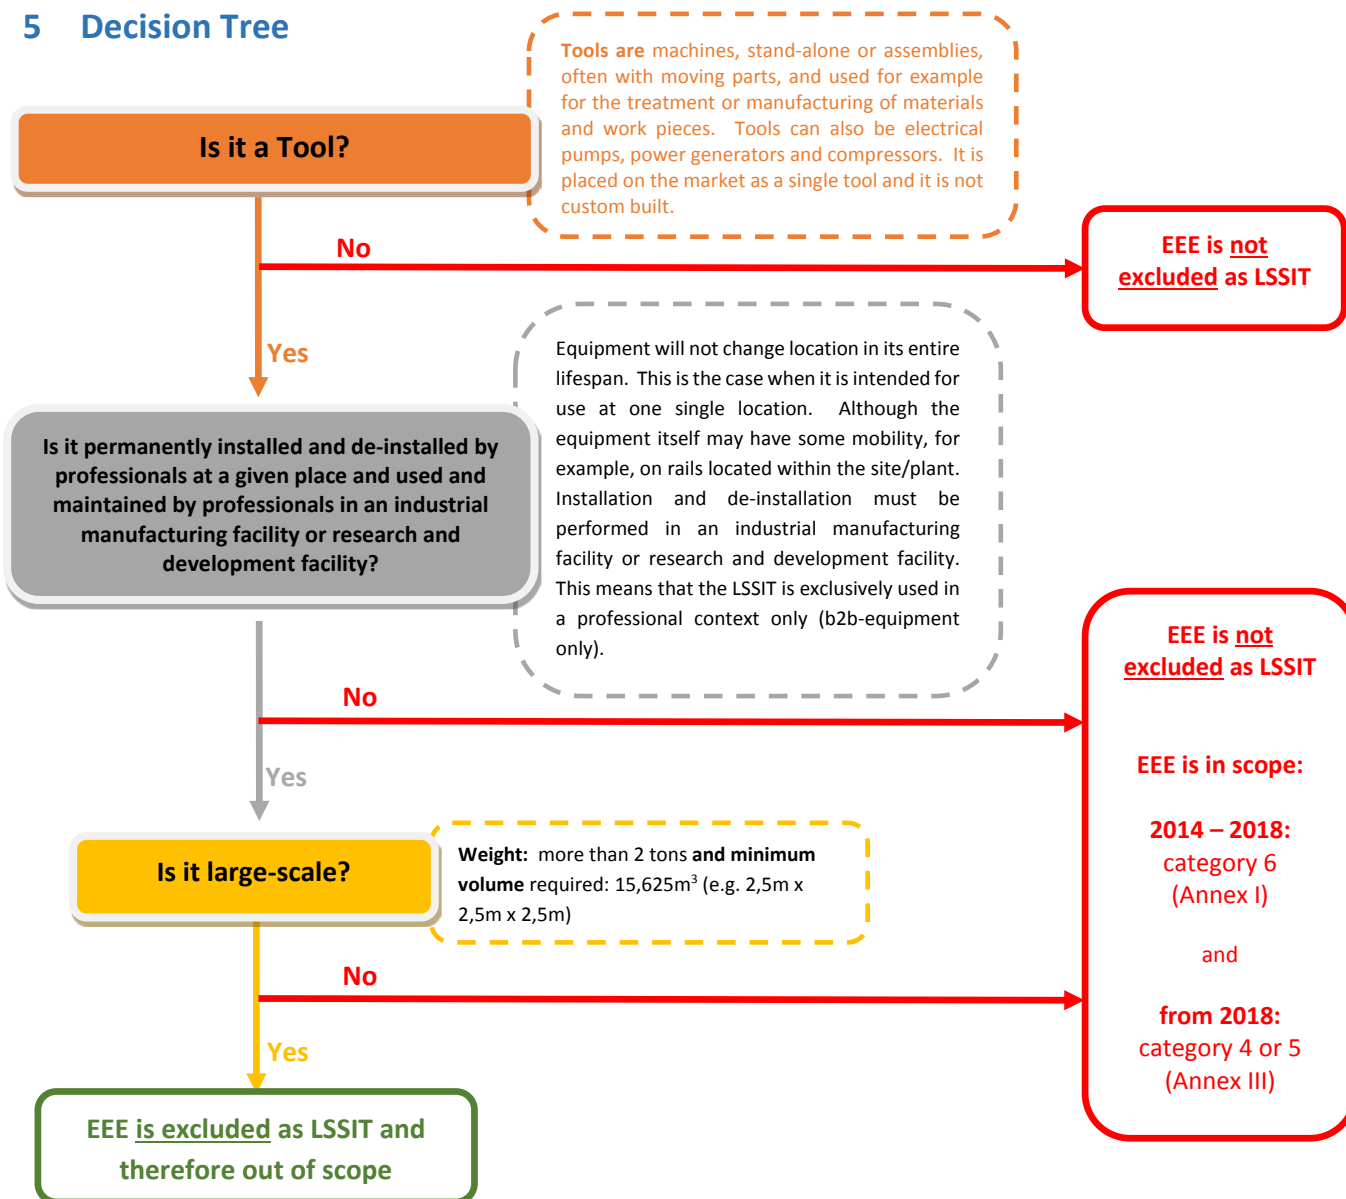 5 Decision Tree
Tools are machines, stand-alone or assemblies,
often with moving parts, and used for example
for the treatment or manufacturing of materials
and work pieces. Tools can also be electrical
pumps, power generators and compressors. It is
placed on the market as a single tool and it is not
custom built.
Is it a Tool?
No
EEE is not
excluded as LSSIT
Yes
Equipment will not change location in its entire
lifespan. This is the case when it is intended for
use at one single location. Although the
equipment itself may have some mobility, for
example, on rails located within the site/plant.
Installation and de-installation must be
performed in an industrial manufacturing
facility or research and development facility.
This means that the LSSIT is exclusively used in
a professional context only (b2b-equipment
only).
Is it permanently installed and de-installed by
professionals at a given place and used and
maintained by professionals in an industrial
manufacturing facility or research and
development facility?
No
EEE is not
excluded as LSSIT
EEE is in scope:
2014 – 2018:
category 6
(Annex I)
and
from 2018:
category 4 or 5
(Annex III)
Yes
Is it large-scale?
Weight: more than 2 tons and minimum
volume required: 15,625m³ (e.g. 2,5m x
2,5m x 2,5m)
No
Yes
EEE is excluded as LSSIT and
therefore out of scope